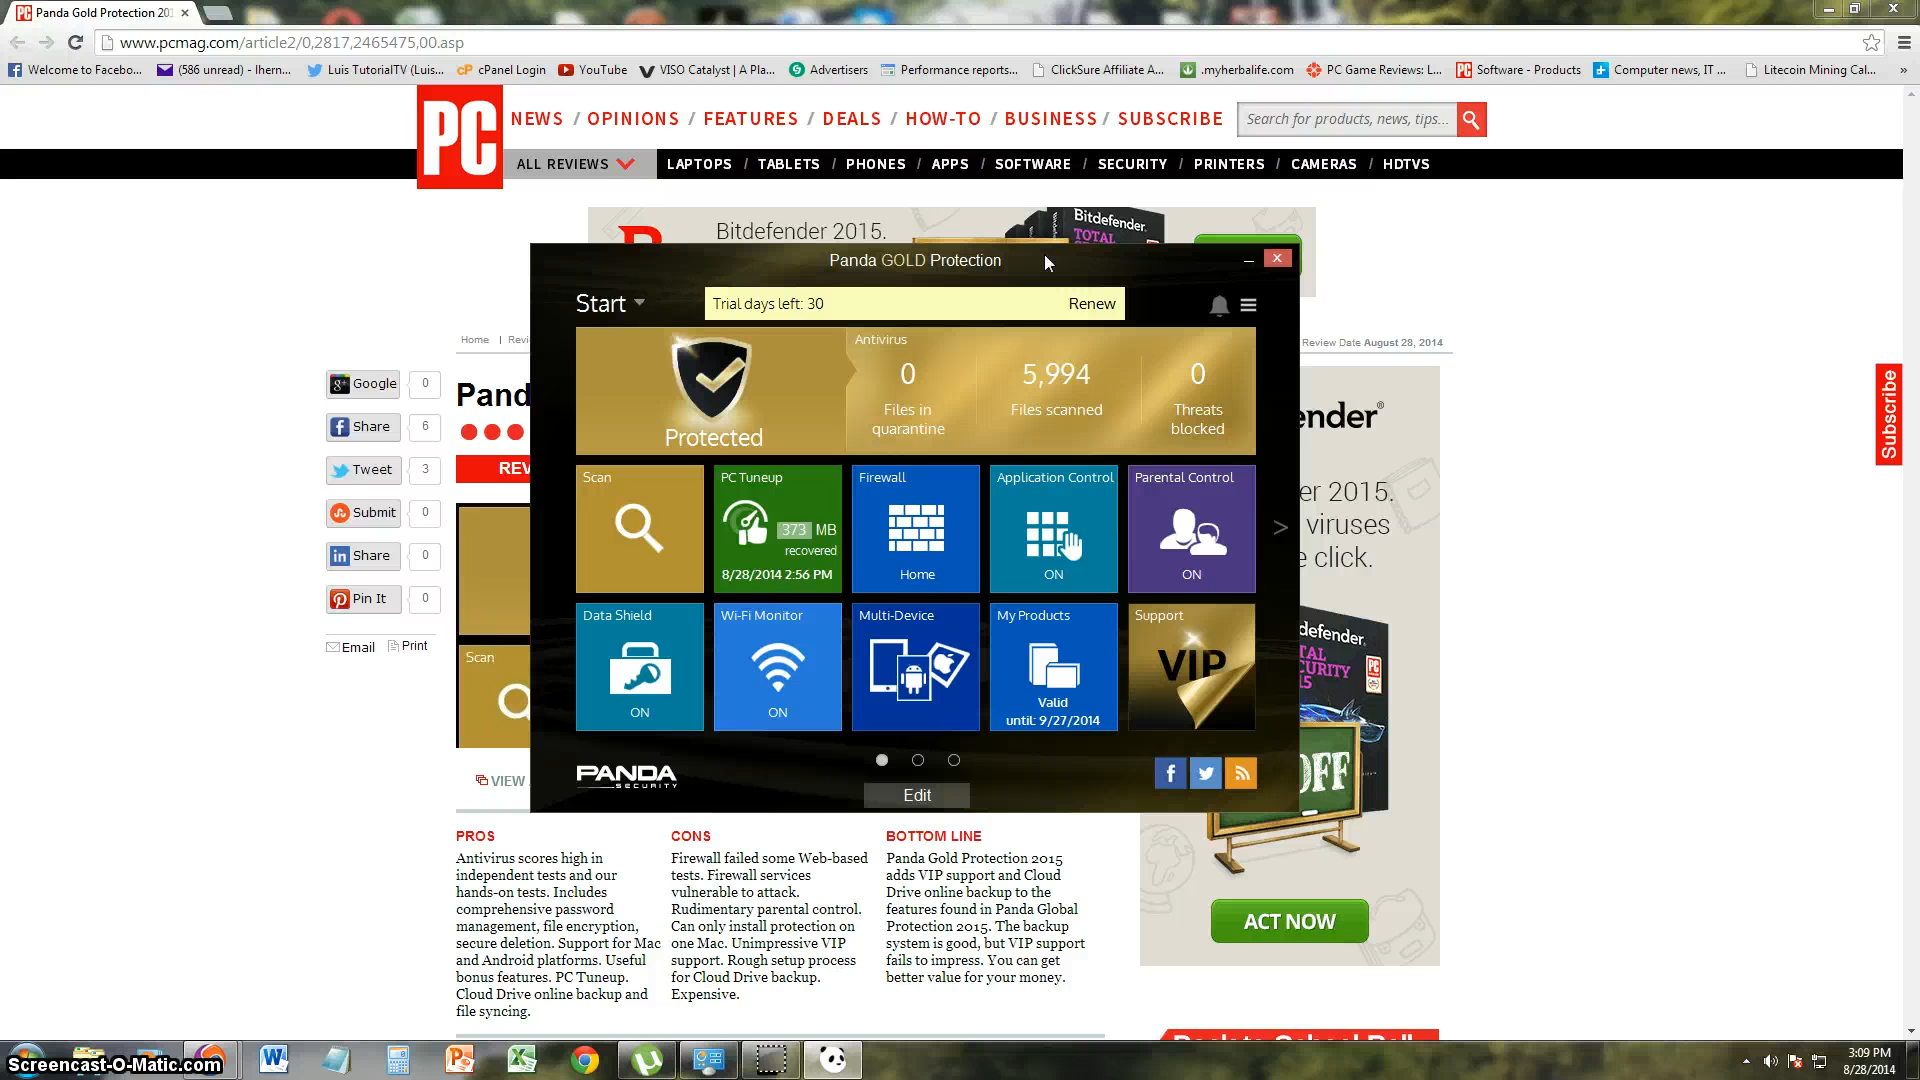 Panda Gold Protection 201
www.pcmag.com/article2/0,2817,2465475,00.asp
Welcome to Facebo...
(586 unread) - lhern...
Luis TutorialTV (Luis...
cPanel Login
YouTube
VISO Catalyst | A Pla...
Advertisers
Performance reports...
ClickSure Affiliate A...
.myherbalife.com
PC Game Reviews: L...
Software - Products
Computer news, IT ...
Litecoin Mining Cal...
PC
NEWS / OPINIONS / FEATURES / DEALS / HOW-TO / BUSINESS / SUBSCRIBE
Search for products, news, tips...
ALL REVIEWS
LAPTOPS / TABLETS / PHONES / APPS / SOFTWARE / SECURITY / PRINTERS / CAMERAS / HDTVS
Bitdefender 2015.
Bitdefender
TOTAL
Panda GOLD Protection
Start
Trial days left: 30
Renew
Home | Revi
Review Date August 28, 2014
Antivirus
0
Files in
quarantine
5,994
Files scanned
0
Threats
blocked
Protected
Google 0
Share 6
Tweet 3
Submit 0
Share 0
Pin It 0
Email
Print
Pand
REV
Scan
VIEW
Scan
PC Tuneup
373 MB
recovered
8/28/2014 2:56 PM
Firewall
Home
Application Control
ON
Parental Control
ON
Data Shield
ON
Wi-Fi Monitor
ON
Multi-Device
My Products
Valid
until: 9/27/2014
Support
VIP
PANDA
SECURITY
Edit
ender®
er 2015.
viruses
e click.
defender
TAL
CURITY
15
OFF
ACT NOW
Subscribe
PROS
Antivirus scores high in
independent tests and our
hands-on tests. Includes
comprehensive password
management, file encryption,
secure deletion. Support for Mac
and Android platforms. Useful
bonus features. PC Tuneup.
Cloud Drive online backup and
file syncing.
CONS
Firewall failed some Web-based
tests. Firewall services
vulnerable to attack.
Rudimentary parental control.
Can only install protection on
one Mac. Unimpressive VIP
support. Rough setup process
for Cloud Drive backup.
Expensive.
BOTTOM LINE
Panda Gold Protection 2015
adds VIP support and Cloud
Drive online backup to the
features found in Panda Global
Protection 2015. The backup
system is good, but VIP support
fails to impress. You can get
better value for your money.
Screencast-O-Matic.com
3:09 PM
8/28/2014